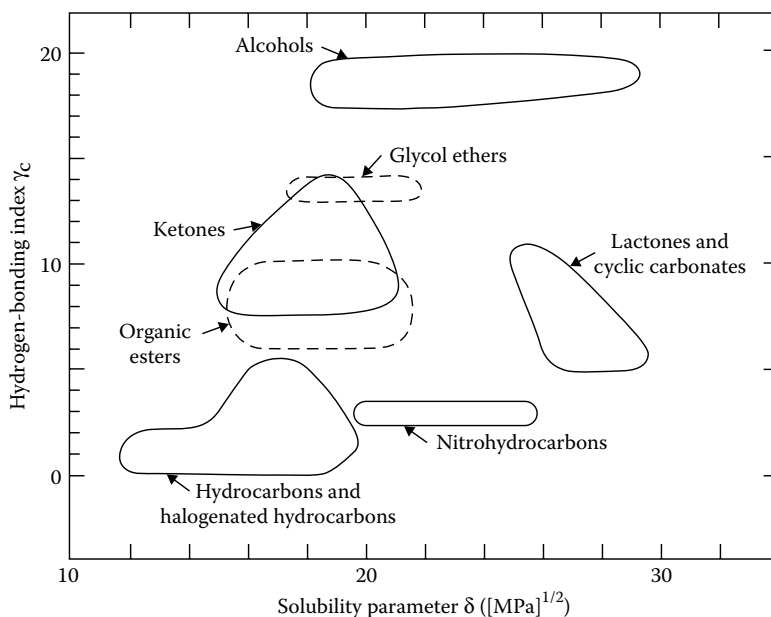 20
Alcohols
Glycol ethers
Ketones
Lactones and
cyclic carbonates
10
Organic
esters
Nitrohydrocarbons
0
Hydrocarbons and
halogenated hydrocarbons
10
20
30
Hydrogen-bonding index γC
Solubility parameter δ ([MPa]1/2)